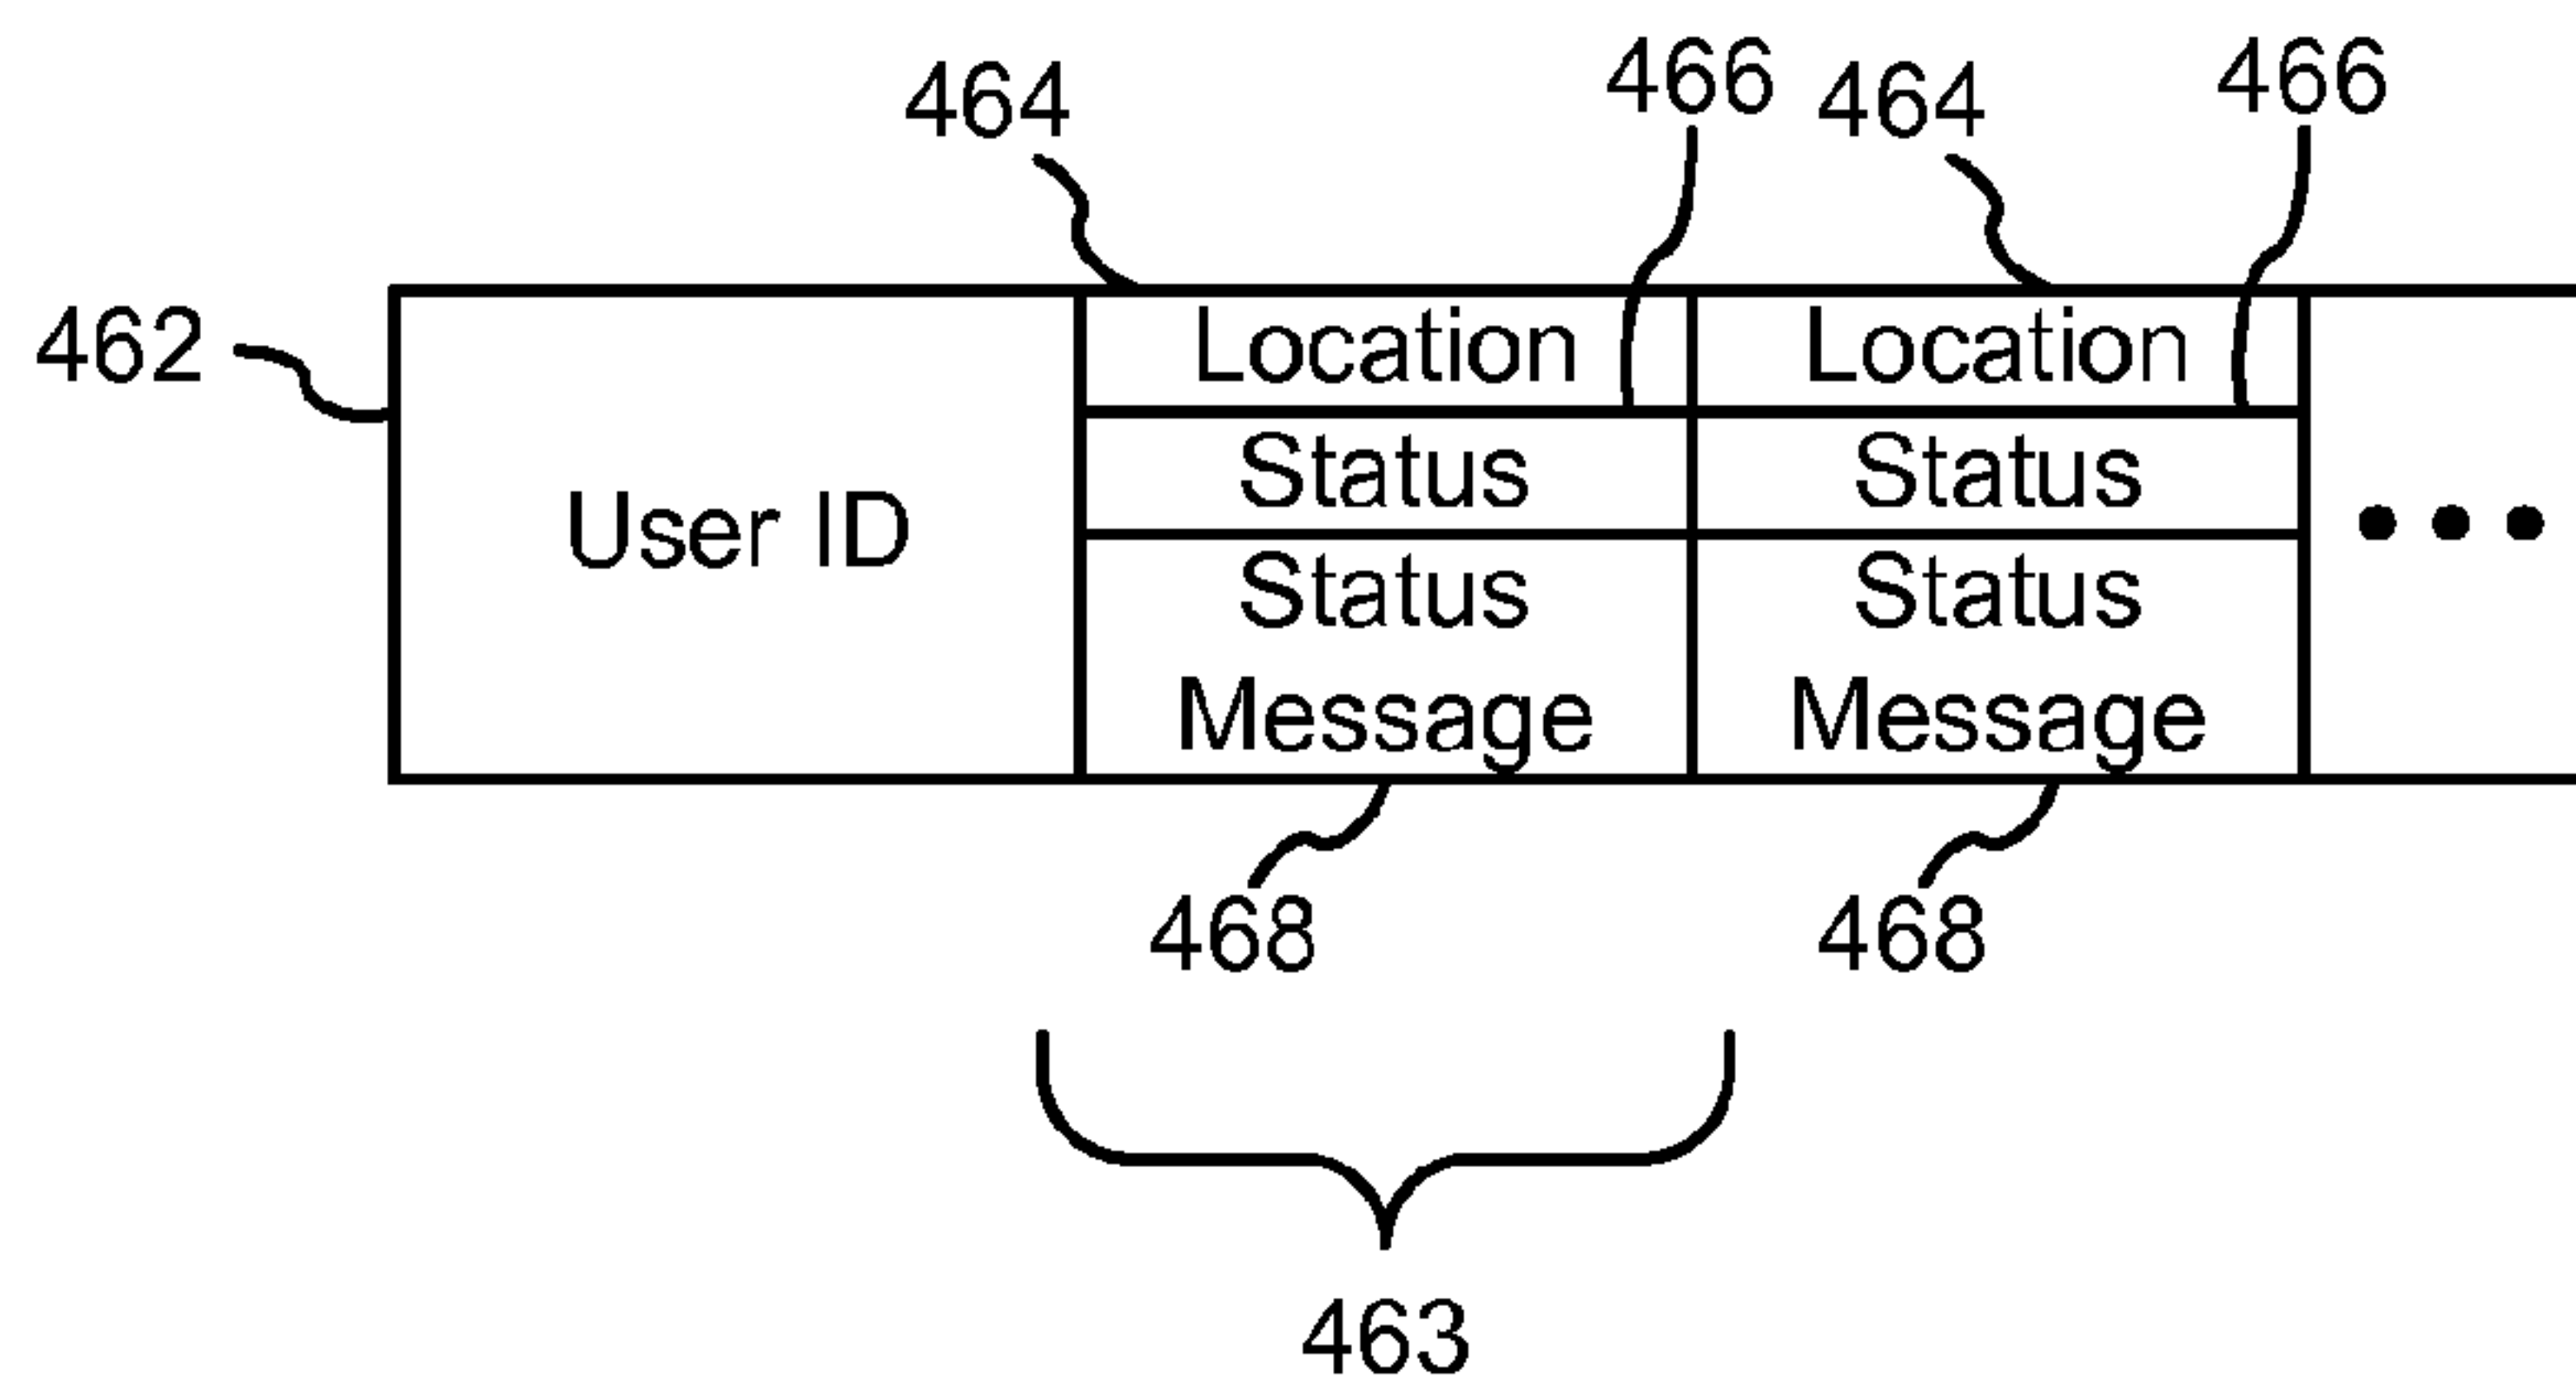 464 466 464 466
462
User ID
Location Location
Status Status
Status Status
Message Message
• • •
468 468
463